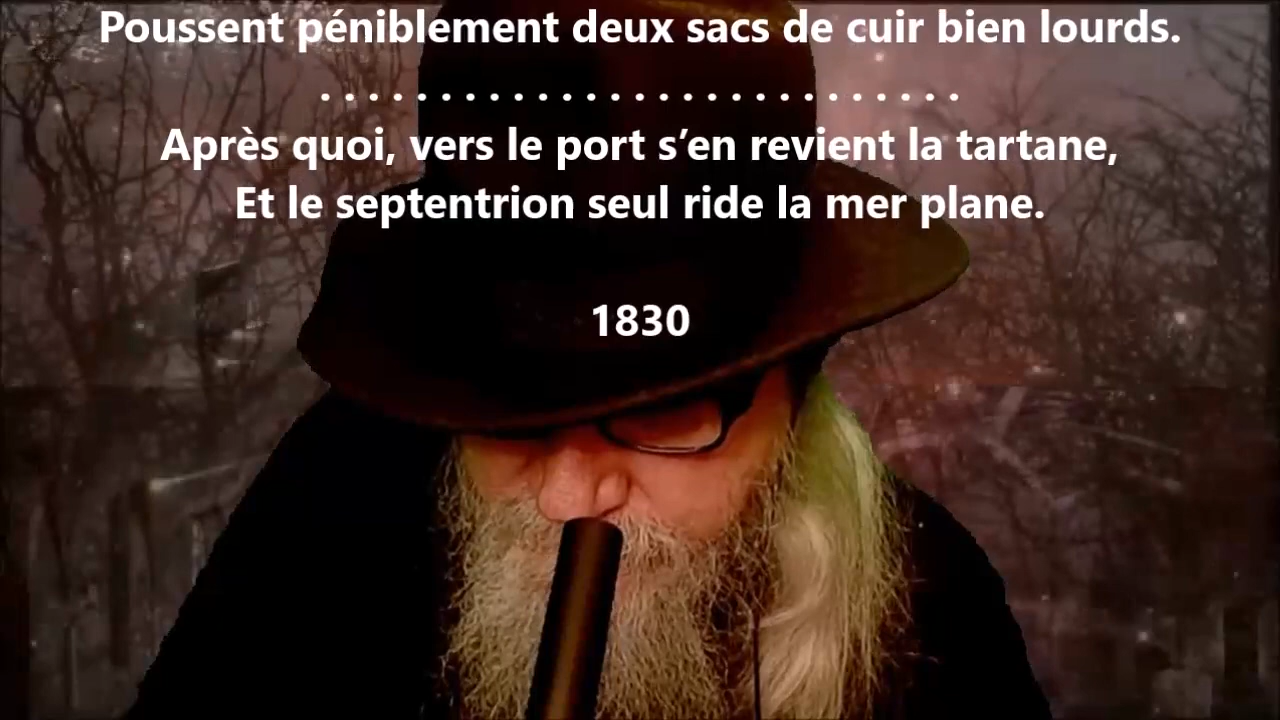 Poussent péniblement deux sacs de cuir bien lourds.
. . . . . . . . . . . . . . . . . . . . . . . . . . .
Après quoi, vers le port s’en revient la tartane,
Et le septentrion seul ride la mer plane.
1830